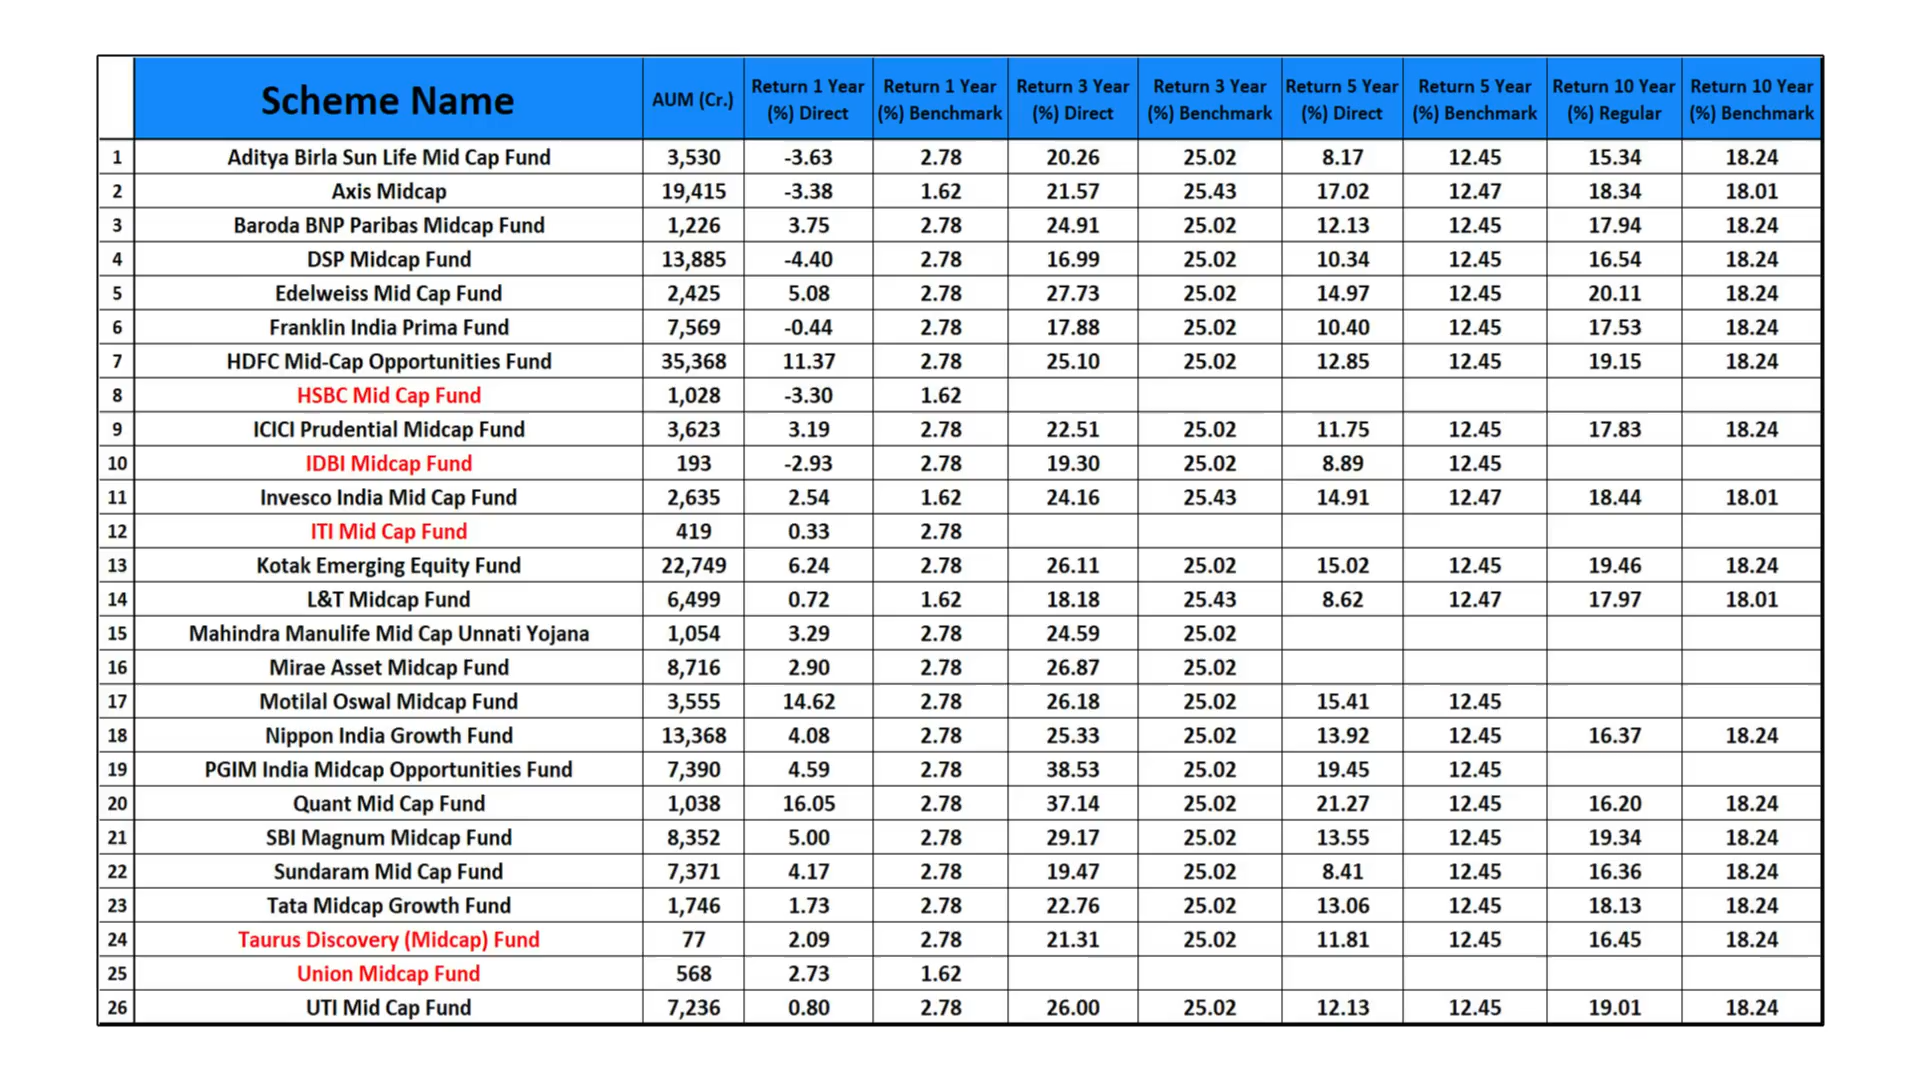 Scheme Name AUM (Cr.) Return 1 Year (%) Direct Return 1 Year (%) Benchmark Return 3 Year (%) Direct Return 3 Year (%) Benchmark Return 5 Year (%) Direct Return 5 Year (%) Benchmark Return 10 Year (%) Regular Return 10 Year (%) Benchmark
1 Aditya Birla Sun Life Mid Cap Fund 3,530 -3.63 2.78 20.26 25.02 8.17 12.45 15.34 18.24
2 Axis Midcap 19,415 -3.38 1.62 21.57 25.43 17.02 12.47 18.34 18.01
3 Baroda BNP Paribas Midcap Fund 1,226 3.75 2.78 24.91 25.02 12.13 12.45 17.94 18.24
4 DSP Midcap Fund 13,885 -4.40 2.78 16.99 25.02 10.34 12.45 16.54 18.24
5 Edelweiss Mid Cap Fund 2,425 5.08 2.78 27.73 25.02 14.97 12.45 20.11 18.24
6 Franklin India Prima Fund 7,569 -0.44 2.78 17.88 25.02 10.40 12.45 17.53 18.24
7 HDFC Mid-Cap Opportunities Fund 35,368 11.37 2.78 25.10 25.02 12.85 12.45 19.15 18.24
8 HSBC Mid Cap Fund 1,028 -3.30 1.62
9 ICICI Prudential Midcap Fund 3,623 3.19 2.78 22.51 25.02 11.75 12.45 17.83 18.24
10 IDBI Midcap Fund 193 -2.93 2.78 19.30 25.02 8.89 12.45
11 Invesco India Mid Cap Fund 2,635 2.54 1.62 24.16 25.43 14.91 12.47 18.44 18.01
12 ITI Mid Cap Fund 419 0.33 2.78
13 Kotak Emerging Equity Fund 22,749 6.24 2.78 26.11 25.02 15.02 12.45 19.46 18.24
14 L&T Midcap Fund 6,499 0.72 1.62 18.18 25.43 8.62 12.47 17.97 18.01
15 Mahindra Manulife Mid Cap Unnati Yojana 1,054 3.29 2.78 24.59 25.02
16 Mirae Asset Midcap Fund 8,716 2.90 2.78 26.87 25.02
17 Motilal Oswal Midcap Fund 3,555 14.62 2.78 26.18 25.02 15.41 12.45
18 Nippon India Growth Fund 13,368 4.08 2.78 25.33 25.02 13.92 12.45 16.37 18.24
19 PGIM India Midcap Opportunities Fund 7,390 4.59 2.78 38.53 25.02 19.45 12.45
20 Quant Mid Cap Fund 1,038 16.05 2.78 37.14 25.02 21.27 12.45 16.20 18.24
21 SBI Magnum Midcap Fund 8,352 5.00 2.78 29.17 25.02 13.55 12.45 19.34 18.24
22 Sundaram Mid Cap Fund 7,371 4.17 2.78 19.47 25.02 8.41 12.45 16.36 18.24
23 Tata Midcap Growth Fund 1,746 1.73 2.78 22.76 25.02 13.06 12.45 18.13 18.24
24 Taurus Discovery (Midcap) Fund 77 2.09 2.78 21.31 25.02 11.81 12.45 16.45 18.24
25 Union Midcap Fund 568 2.73 1.62
26 UTI Mid Cap Fund 7,236 0.80 2.78 26.00 25.02 12.13 12.45 19.01 18.24